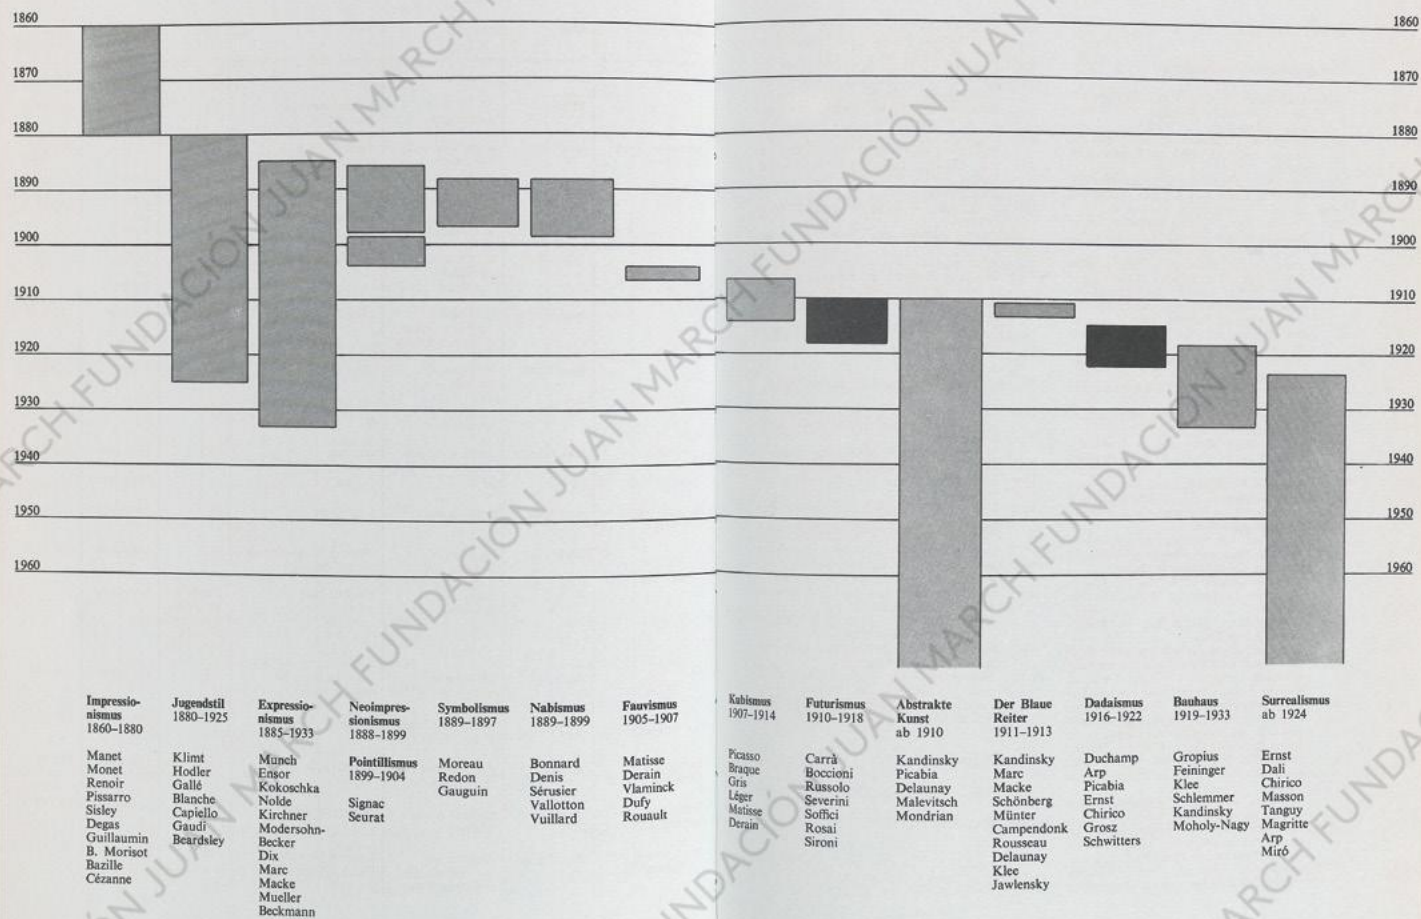 1860
1870
1880
1890
1900
1910
1920
1930
1940
1950
1960
1860
1870
1880
1890
1900
1910
1920
1930
1940
1950
1960
Impressio-
nismus
1860–1880
Manet
Monet
Renoir
Pissarro
Sisley
Degas
Guillaumin
B. Morisot
Bazille
Cézanne
Jugendstil
1880–1925
Klimt
Hodler
Gallé
Blanche
Capiello
Gaudi
Beardsley
Expressio-
nismus
1885–1933
Munch
Ensor
Kokoschka
Nolde
Kirchner
Modersohn-
Becker
Dix
Marc
Macke
Mueller
Beckmann
Neoimpres-
sionismus
1888–1899
Pointillismus
1899–1904
Signac
Seurat
Symbolismus
1889–1897
Moreau
Redon
Gauguin
Nabismus
1889–1899
Bonnard
Denis
Sérusier
Vallotton
Vuillard
Fauvismus
1905–1907
Matisse
Derain
Vlaminck
Dufy
Rouault
Kubismus
1907–1914
Picasso
Braque
Gris
Léger
Matisse
Derain
Futurismus
1910–1918
Carrà
Boccioni
Russolo
Severini
Soffici
Rosai
Sironi
Abstrakte
Kunst
ab 1910
Kandinsky
Picabia
Delaunay
Malevitsch
Mondrian
Der Blaue
Reiter
1911–1913
Kandinsky
Marc
Macke
Schönberg
Münter
Campendonk
Rousseau
Delaunay
Klee
Jawlensky
Dadaismus
1916–1922
Duchamp
Arp
Picabia
Ernst
Chirico
Grosz
Schwitters
Bauhaus
1919–1933
Gropius
Feininger
Klee
Schlemmer
Kandinsky
Moholy-Nagy
Surrealismus
ab 1924
Ernst
Dali
Chirico
Masson
Tanguy
Magritte
Arp
Miró
FUNDACIÓN JUAN MARCH